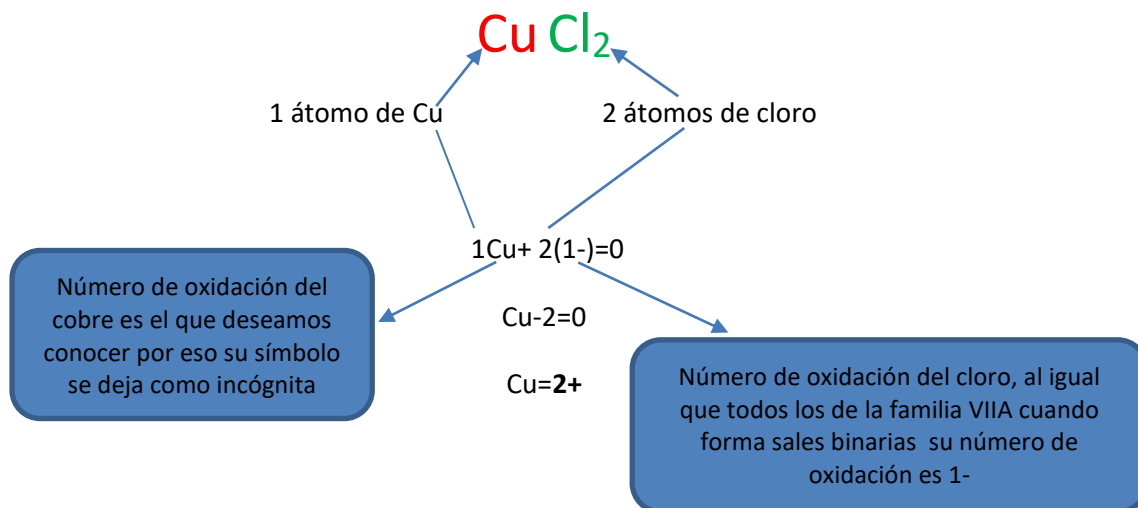 Cu Cl₂
1 átomo de Cu
2 átomos de cloro
1Cu+ 2(1-)=0
Número de oxidación del
cobre es el que deseamos
conocer por eso su símbolo
se deja como incógnita
Cu-2=0
Cu=2+
Número de oxidación del cloro, al igual
que todos los de la familia VIIA cuando
forma sales binarias su número de
oxidación es 1-